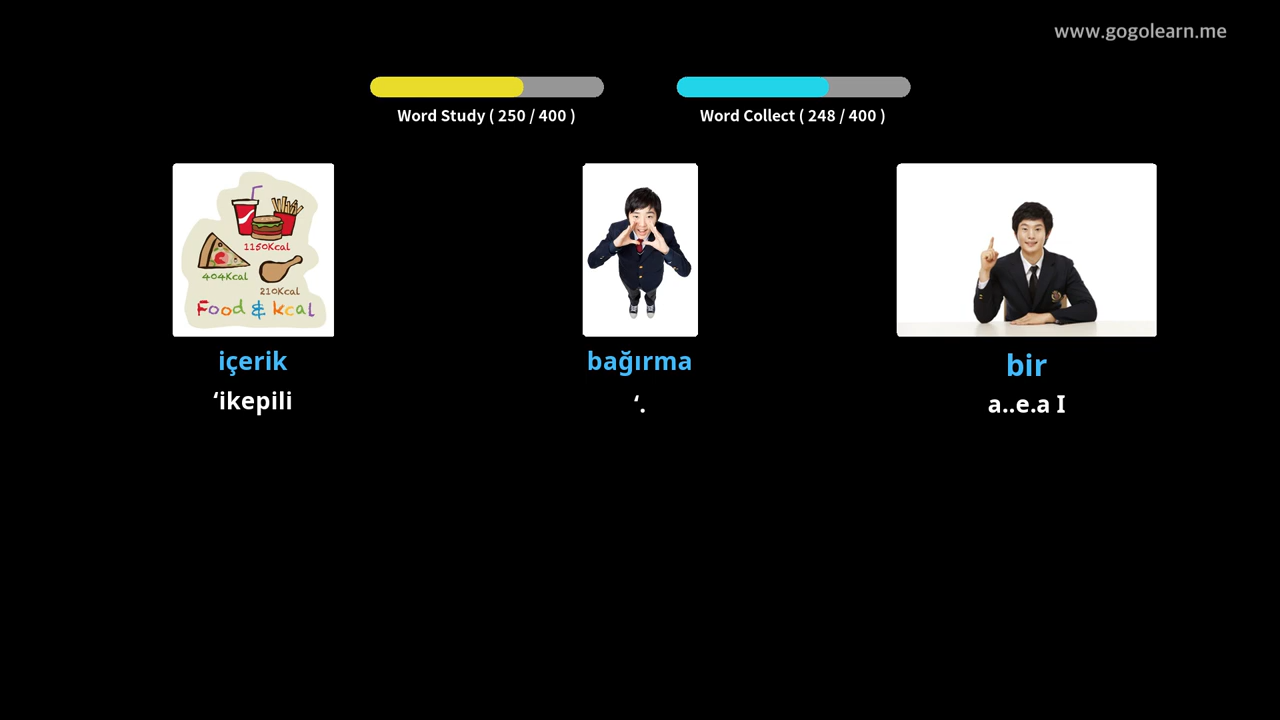 www.gogolearn.me
Word Study ( 250 / 400 )
Word Collect ( 248 / 400 )
1150Kcal
404Kcal
210Kcal
Food & kcal
içerik
bağırma
bir
‘ikepili
‘.
a..e.a I